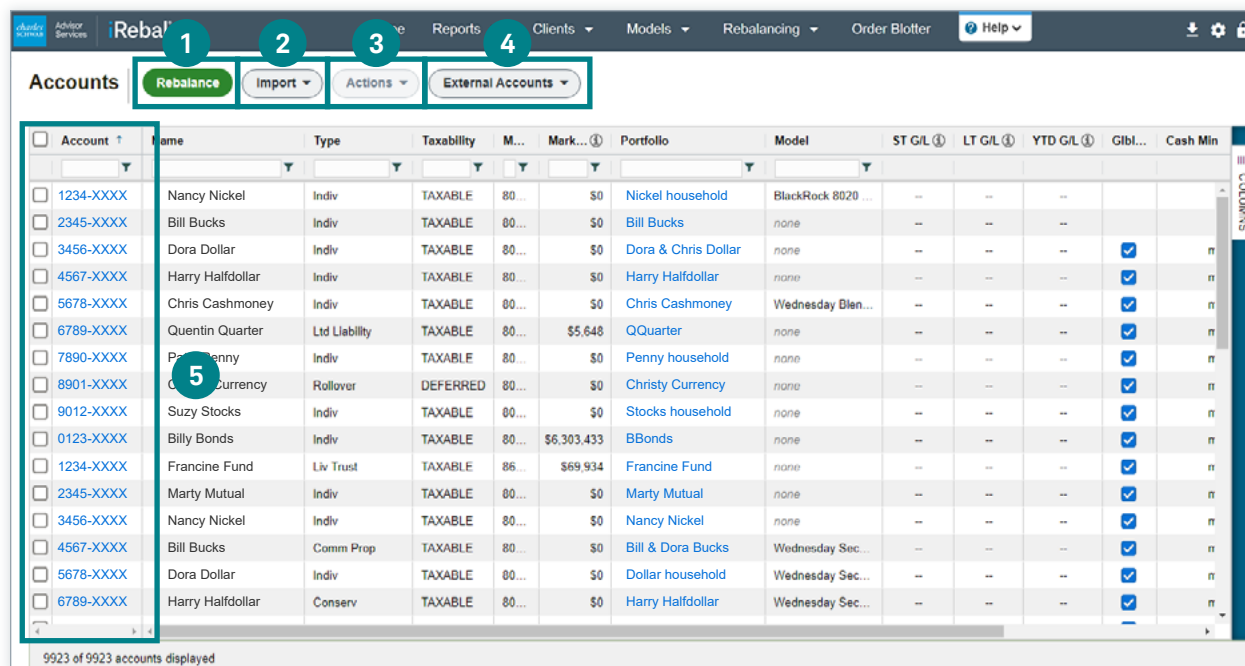 charles SCHWAB Advisor Services iRebal Reports Clients Models Rebalancing Order Blotter Help
1 2 3 4
Accounts Rebalance Import Actions External Accounts
Account ↑ Name Type Taxability M... Mark... Portfolio Model ST G/L LT G/L YTD G/L Glbl... Cash Min
COLUMNS
1234-XXXX Nancy Nickel Indiv TAXABLE 80... $0 Nickel household BlackRock 8020 ... -- -- --
2345-XXXX Bill Bucks Indiv TAXABLE 80... $0 Bill Bucks none -- -- --
3456-XXXX Dora Dollar Indiv TAXABLE 80... $0 Dora & Chris Dollar none -- -- --
4567-XXXX Harry Halfdollar Indiv TAXABLE 80... $0 Harry Halfdollar none -- -- --
5678-XXXX Chris Cashmoney Indiv TAXABLE 80... $0 Chris Cashmoney Wednesday Blen... -- -- --
6789-XXXX Quentin Quarter Ltd Liability TAXABLE 80... $5,648 QQuarter none -- -- --
7890-XXXX Penny Indiv TAXABLE 80... $0 Penny household none -- -- --
5
8901-XXXX Currency Rollover DEFERRED 80... $0 Christy Currency none -- -- --
9012-XXXX Suzy Stocks Indiv TAXABLE 80... $0 Stocks household none -- -- --
0123-XXXX Billy Bonds Indiv TAXABLE 80... $6,303,433 BBonds none -- -- --
1234-XXXX Francine Fund Liv Trust TAXABLE 86... $69,934 Francine Fund none -- -- --
2345-XXXX Marty Mutual Indiv TAXABLE 80... $0 Marty Mutual none -- -- --
3456-XXXX Nancy Nickel Indiv TAXABLE 80... $0 Nancy Nickel none -- -- --
4567-XXXX Bill Bucks Comm Prop TAXABLE 80... $0 Bill & Dora Bucks Wednesday Sec... -- -- --
5678-XXXX Dora Dollar Indiv TAXABLE 80... $0 Dollar household Wednesday Sec... -- -- --
6789-XXXX Harry Halfdollar Conserv TAXABLE 80... $0 Harry Halfdollar Wednesday Sec... -- -- --
9923 of 9923 accounts displayed